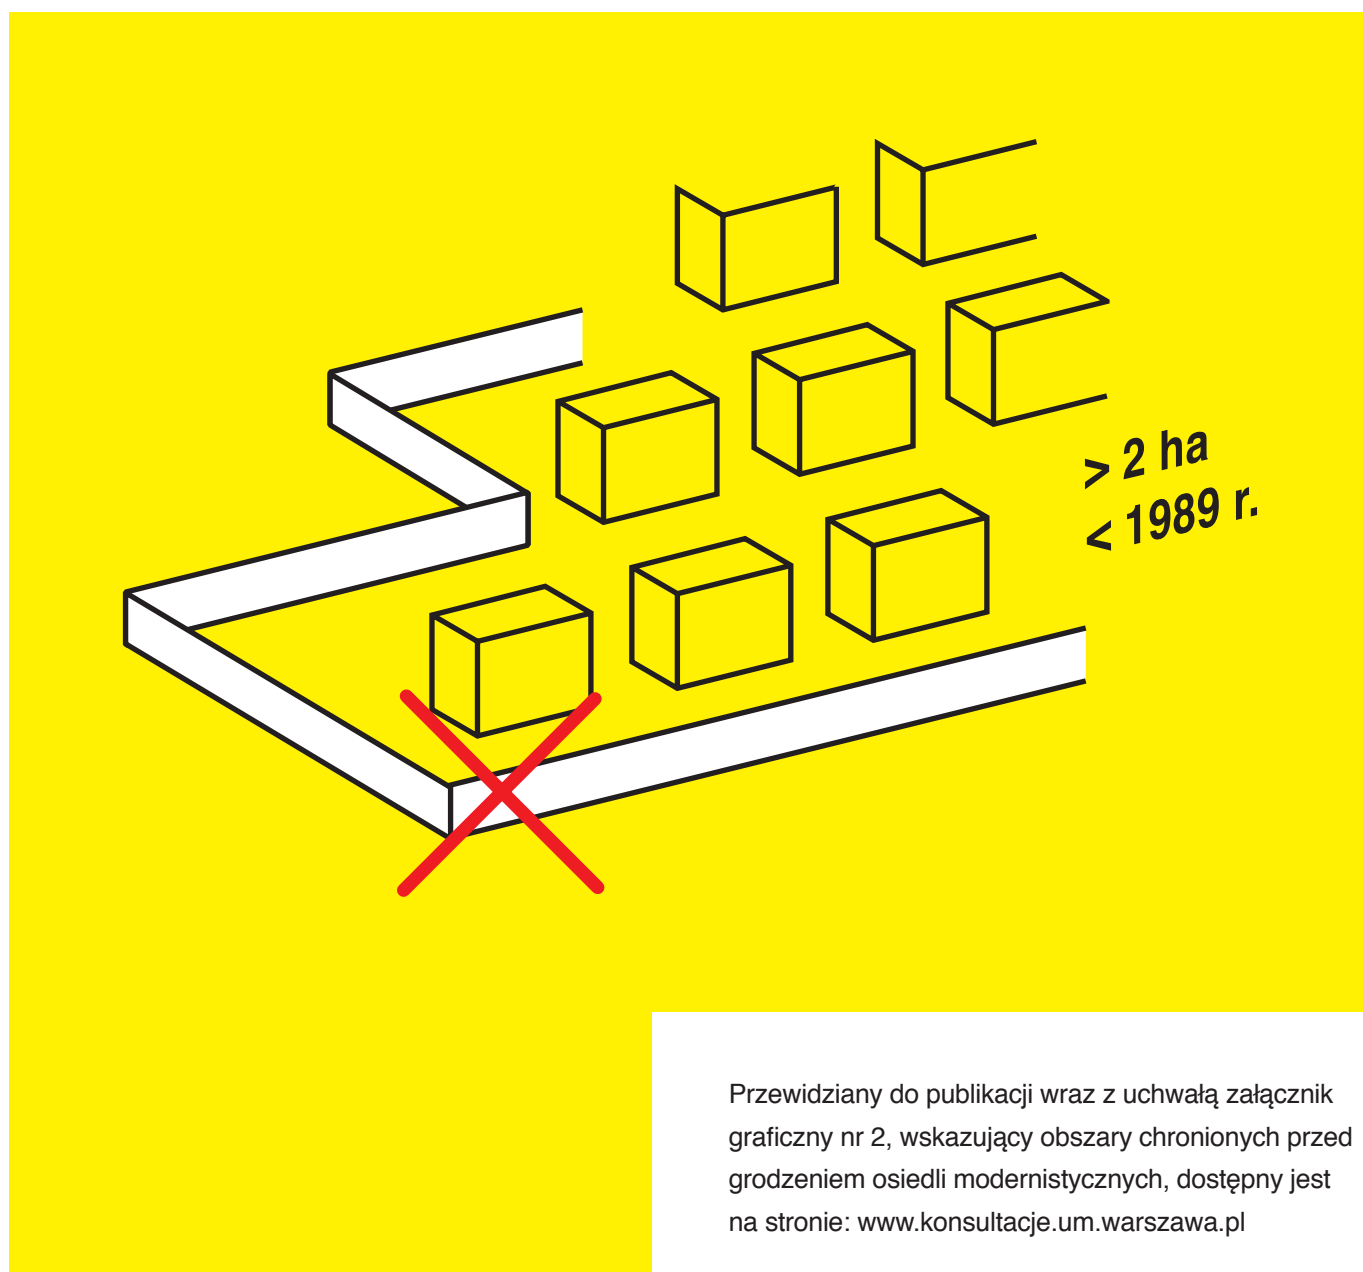 > 2 ha
< 1989 r.
Przewidziany do publikacji wraz z uchwałą załącznik
graficzny nr 2, wskazujący obszary chronionych przed
grodzeniem osiedli modernistycznych, dostępny jest
na stronie: www.konsultacje.um.warszawa.pl